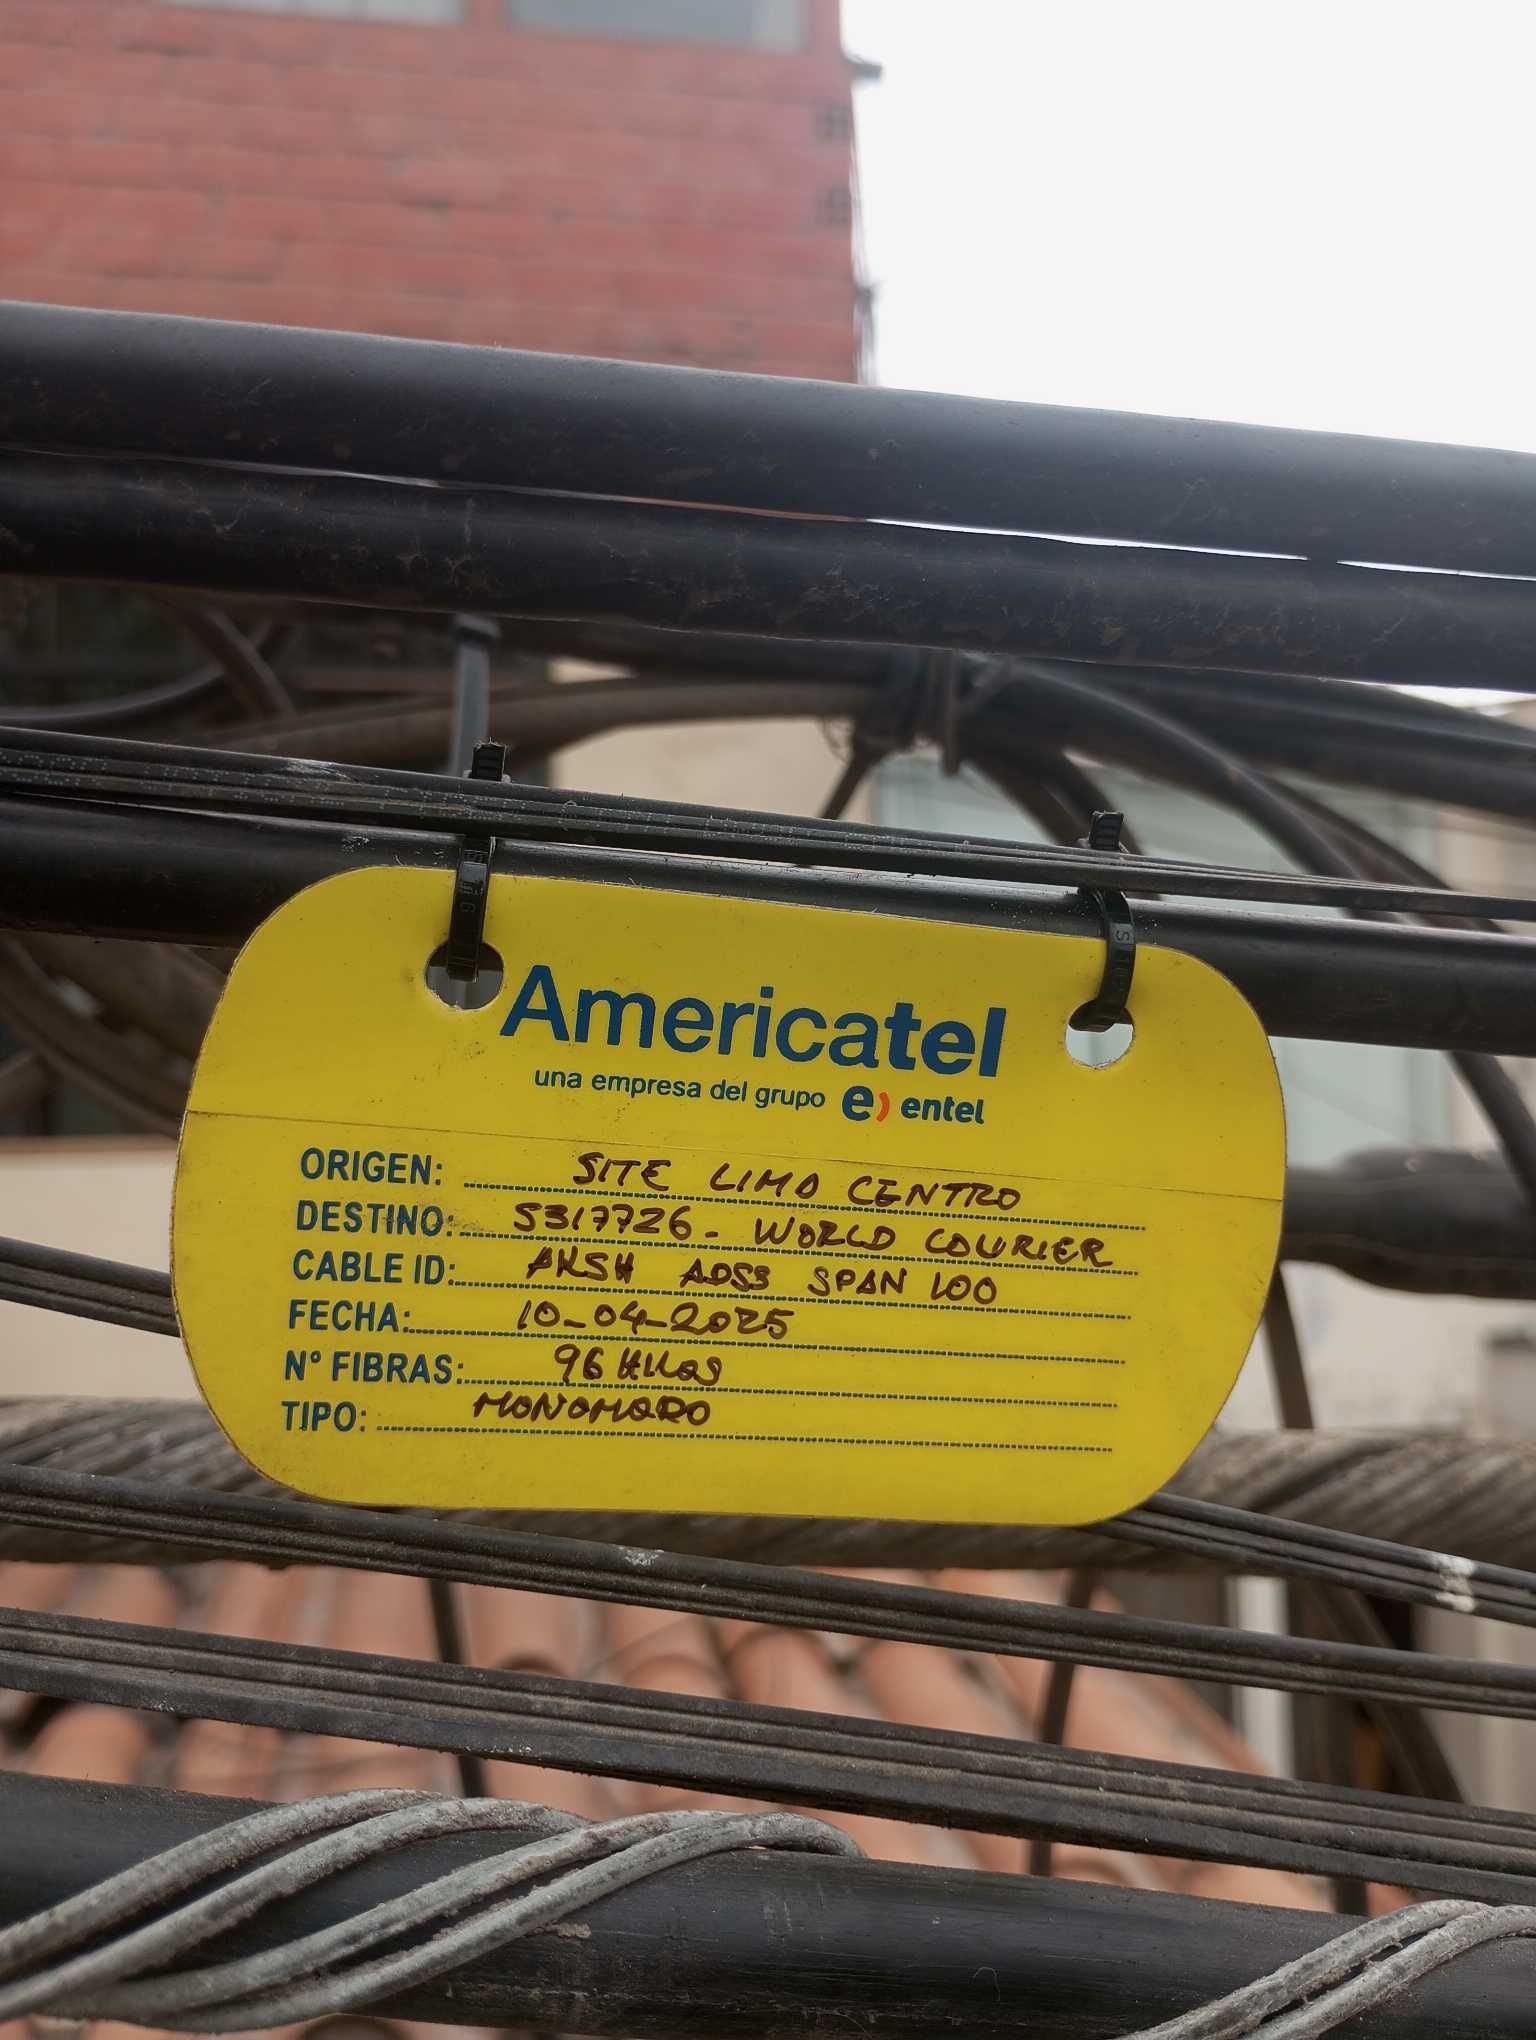 Americatel
una empresa del grupo e) entel
ORIGEN: SITE LIMA CENTRO
DESTINO: 5317726- WORLD COURIER
CABLE ID: AKSH ADSS SPAN 100
FECHA: 10-04-2025
N° FIBRAS: 96 HILOS
TIPO: MONOMODO